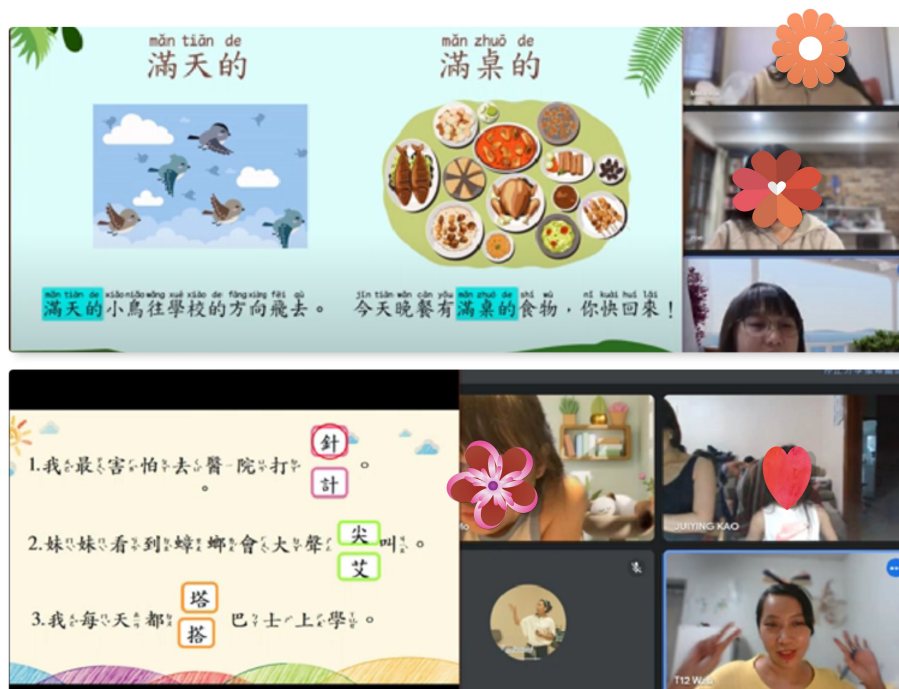 mǎn tiān de
滿天的
mǎn zhuō de
滿桌的
mǎn tiān de xiǎo niǎo wǎng xué xiào de fāng xiàng fēi qù
滿天的小鳥往學校的方向飛去。
jīn tiān wǎn cān yǒu mǎn zhuō de shí wù nǐ kuài huí lái
今天晚餐有滿桌的食物，你快回來！
1.我最害怕去醫院打 針 。
計
2.妹妹看到蟑螂會大聲 尖 叫。
艾
3.我每天都 塔 巴士上學。
搭
JUIYING KAO
T12